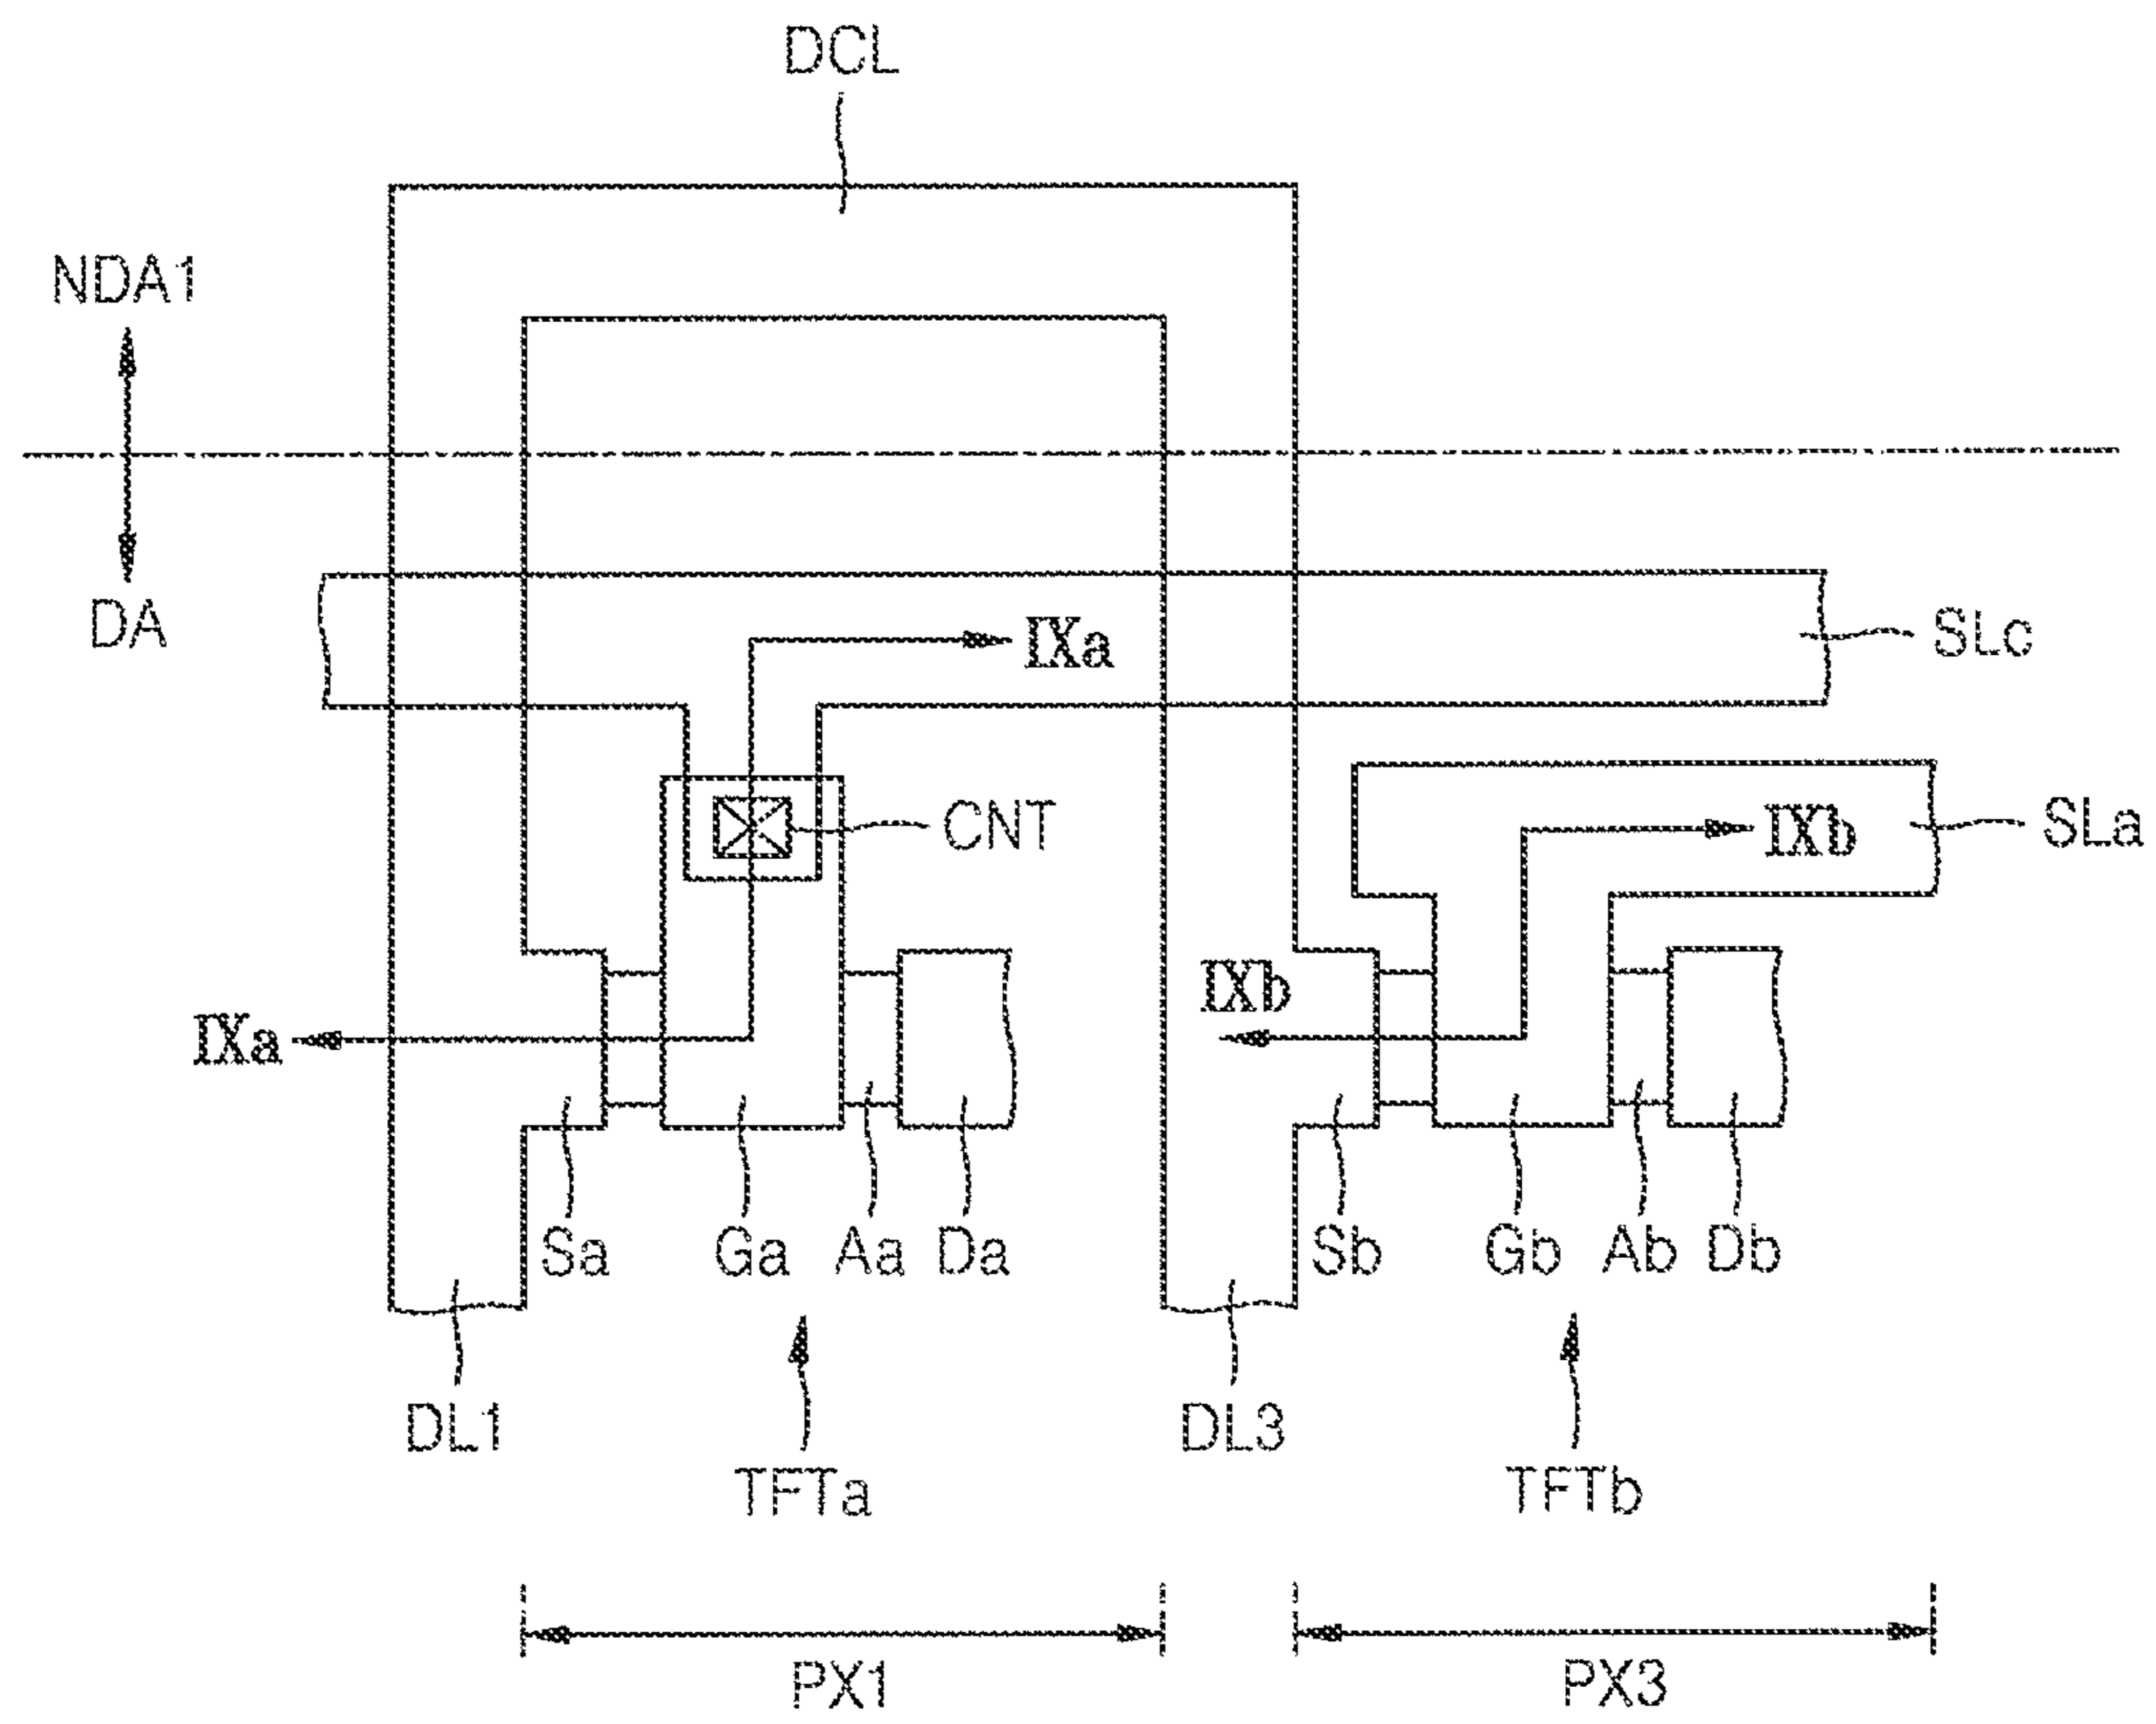 DCL
NDA1
DA
SLc
IXa
CNT
SLa
IXb
IXb
IXa
Sa Ga Aa Da Sb Gb Ab Db
DL1 DL3
TFTa TFTb
PX1 PX3